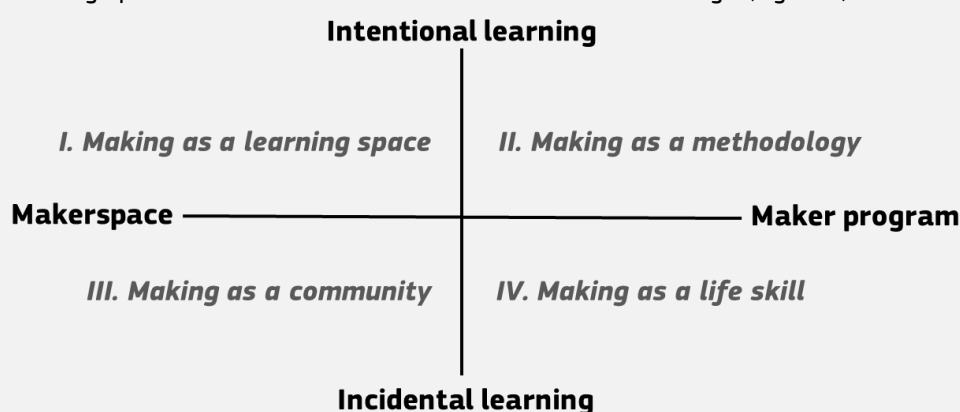 Intentional learning
I. Making as a learning space
II. Making as a methodology
Makerspace
Maker program
III. Making as a community
IV. Making as a life skill
Incidental learning